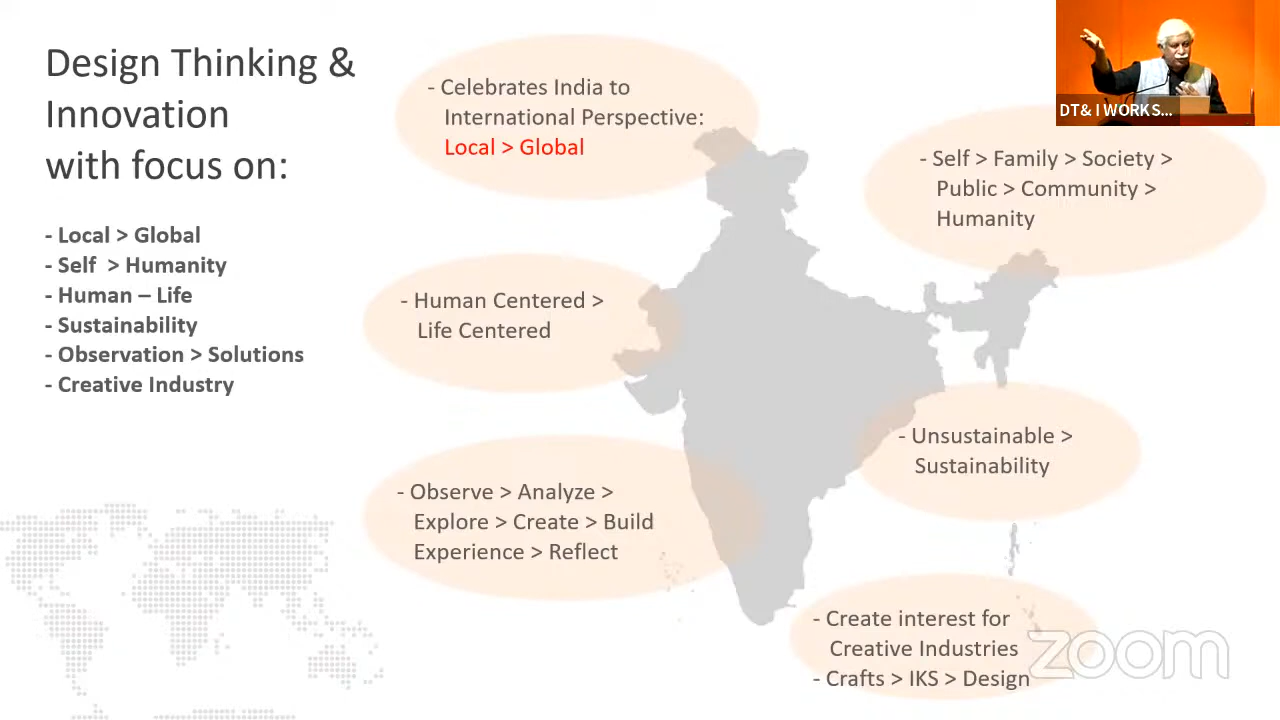 Design Thinking &
Innovation
with focus on:
- Local > Global
- Self > Humanity
- Human – Life
- Sustainability
- Observation > Solutions
- Creative Industry
- Celebrates India to
International Perspective:
Local > Global
- Self > Family > Society >
Public > Community >
Humanity
- Human Centered >
Life Centered
- Unsustainable >
Sustainability
- Observe > Analyze >
Explore > Create > Build
Experience > Reflect
- Create interest for
Creative Industries
- Crafts > IKS > Design
DT& I WORKS...
zoom